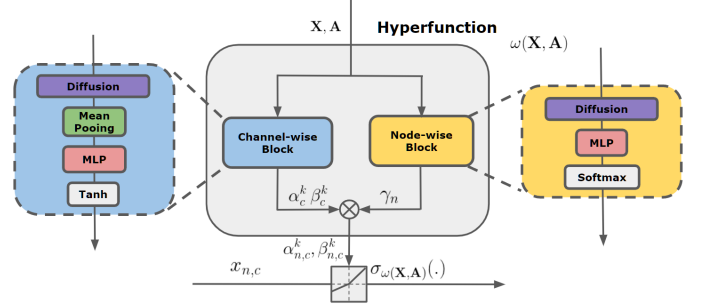 X, A
Hyperfunction
ω(X, A)
Diffusion
Mean
Pooing
MLP
Tanh
Channel-wise
Block
Node-wise
Block
Diffusion
MLP
Softmax
α_c^k β_c^k
γ_n
α_{n,c}^k, β_{n,c}^k
x_{n,c}
σ_{ω(X,A)}(.)